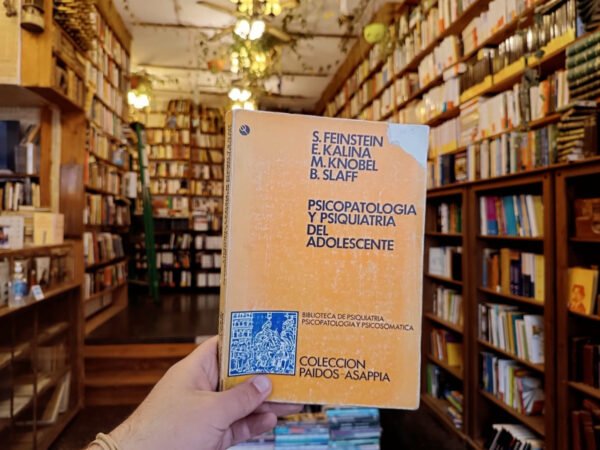 S. FEINSTEIN
E. KALINA
M. KNOBEL
B. SLAFF
PSICOPATOLOGIA
Y PSIQUIATRIA
DEL
ADOLESCENTE
BIBLIOTECA DE PSIQUIATRIA,
PSICOPATOLOGIA Y PSICOSOMATICA
COLECCION
PAIDOS-ASAPPIA